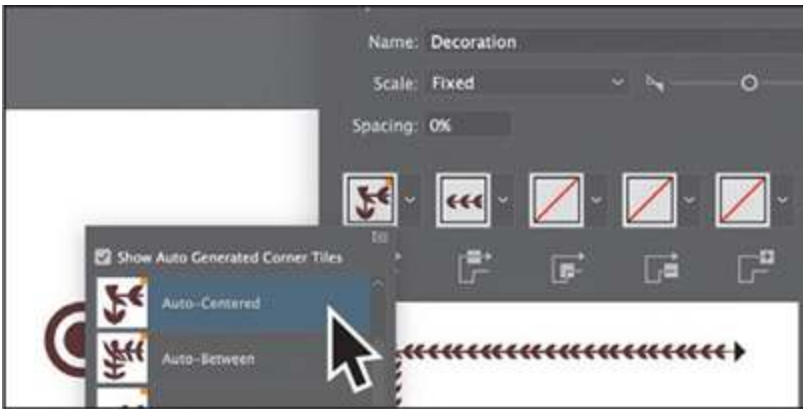 Name: Decoration
Scale: Fixed
Spacing: 0%
Show Auto Generated Corner Tiles
Auto-Centered
Auto-Between